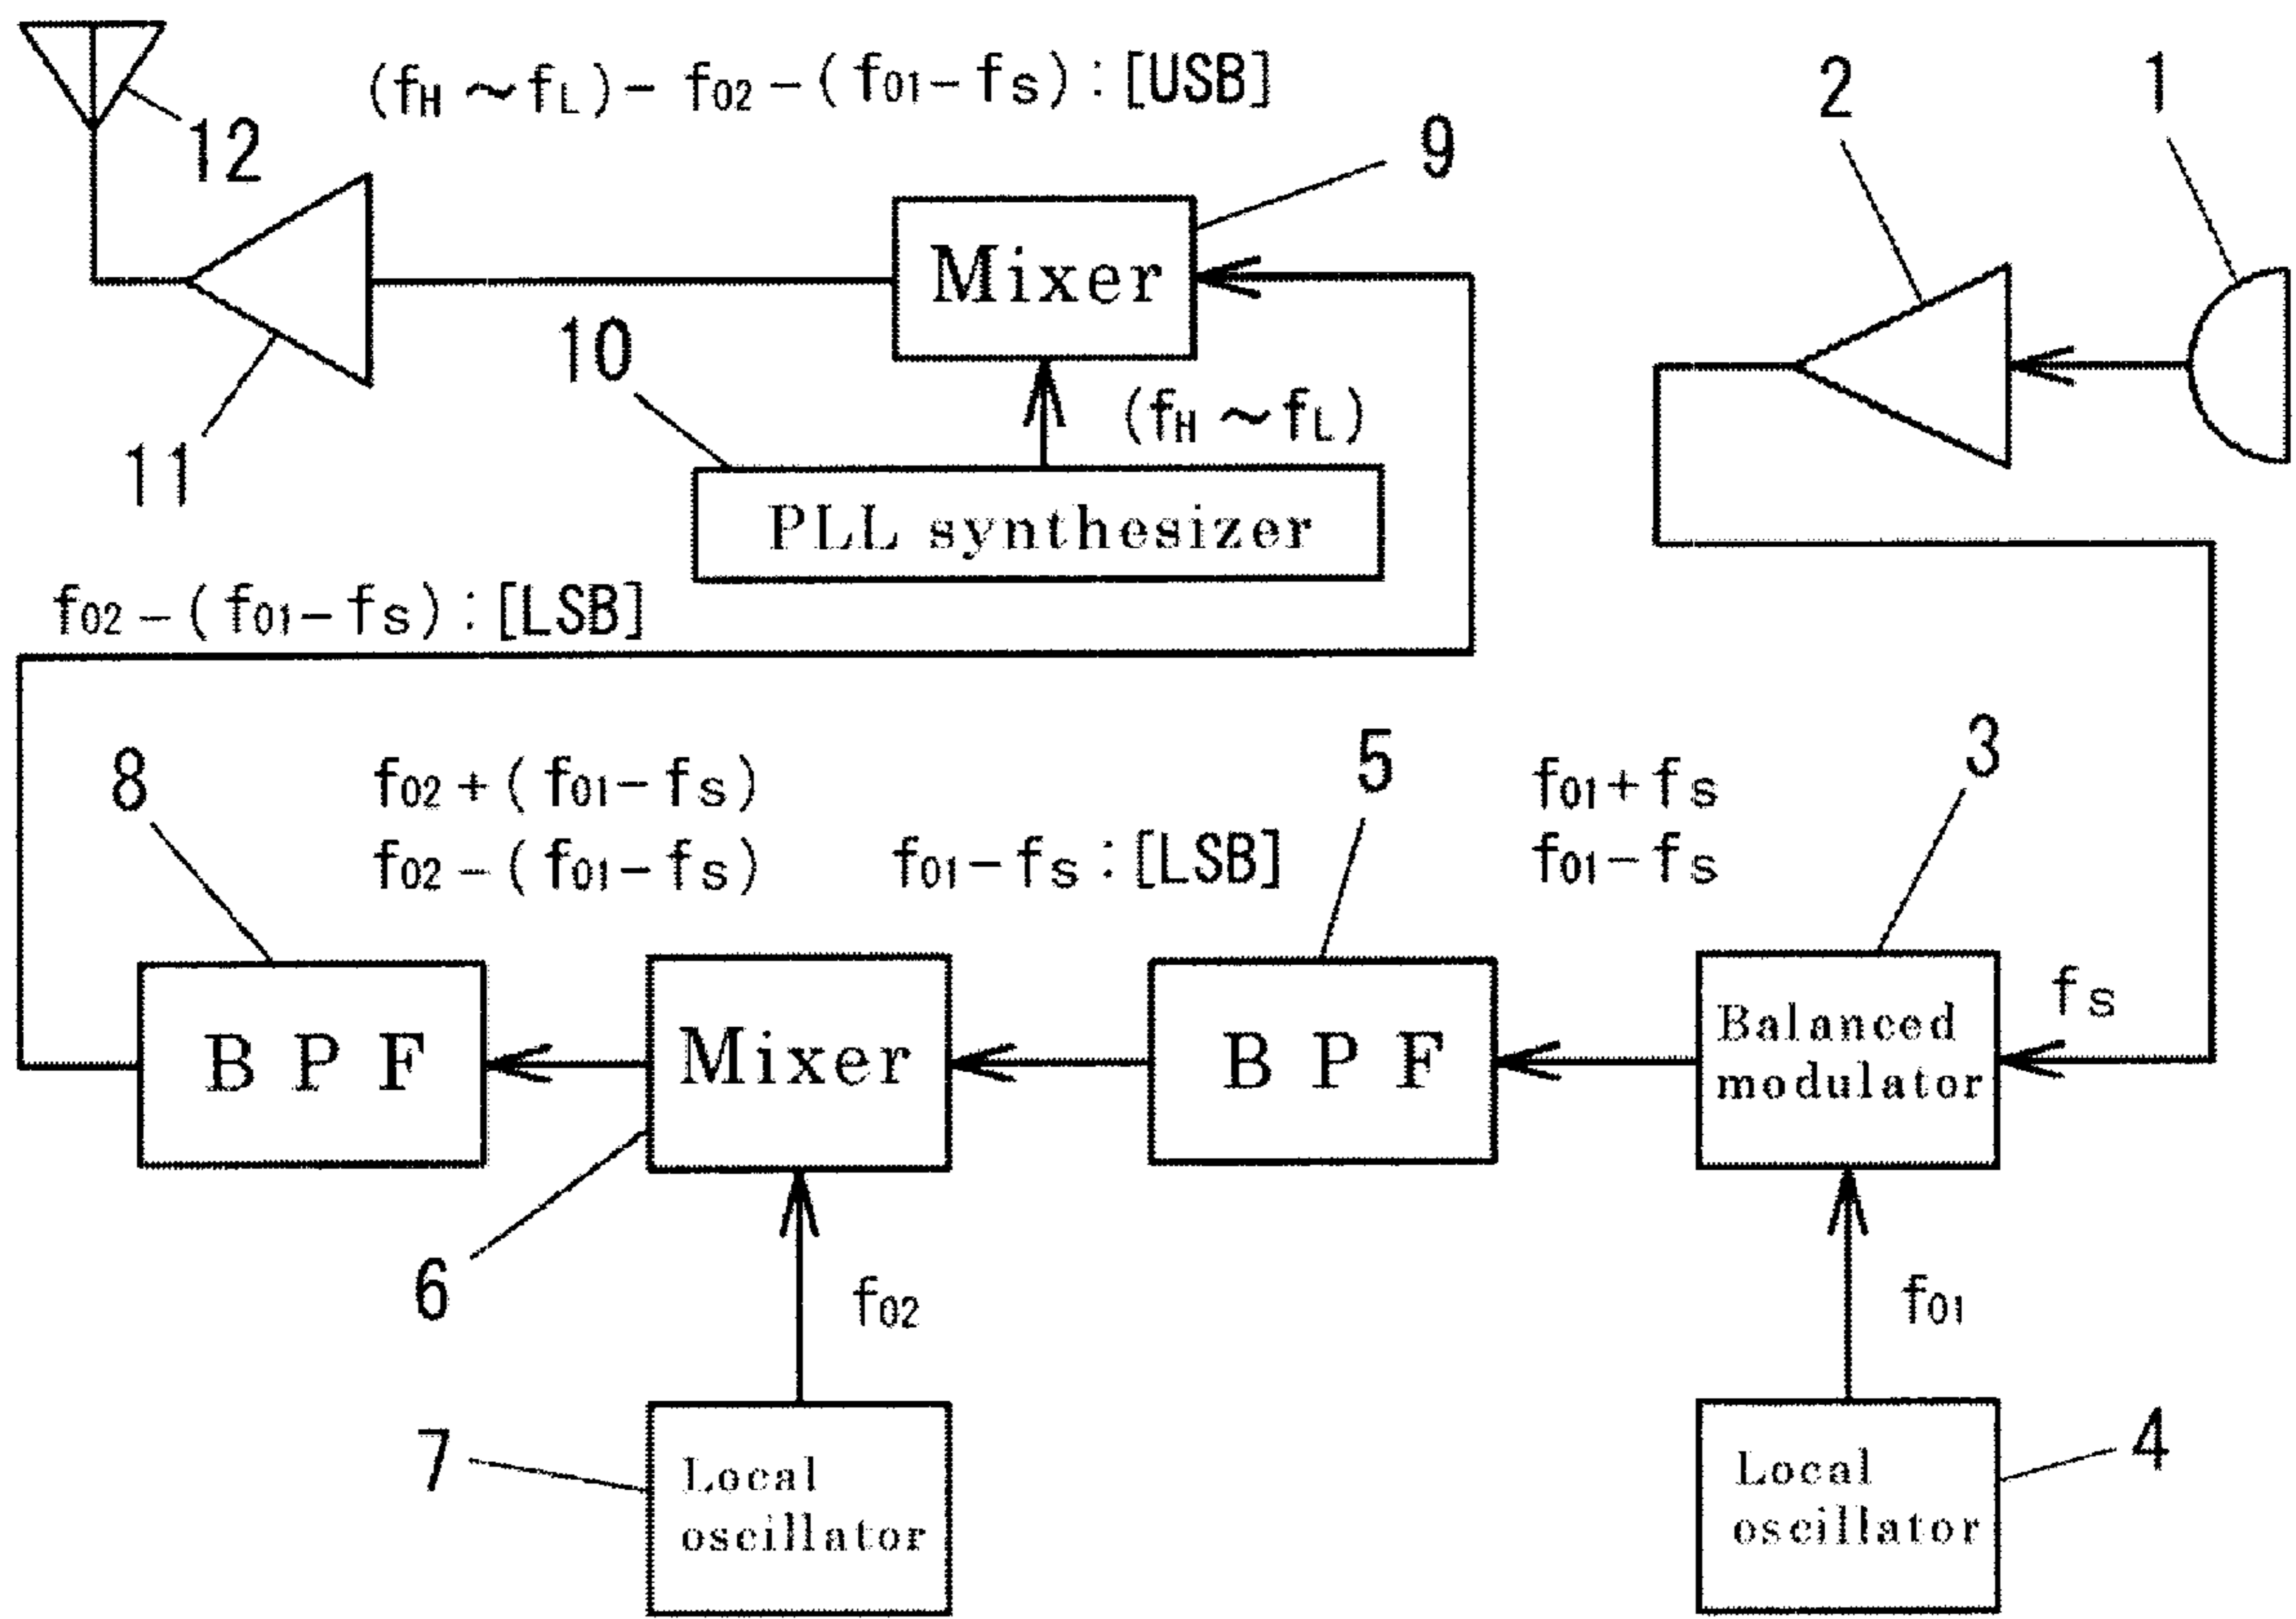 (fH～fL)-f02-(f01-fs):[USB]
2
1
12
9
Mixer
10
(fH～fL)
11
PLL synthesizer
f02-(f01-fs):[LSB]
8
f02+(f01-fs)
f02-(f01-fs)
5
f01-fs:[LSB]
f01+fs
f01-fs
3
BPF
Mixer
BPF
Balanced
modulator
fs
6
f02
f01
7
Local
oscillator
Local
oscillator
4